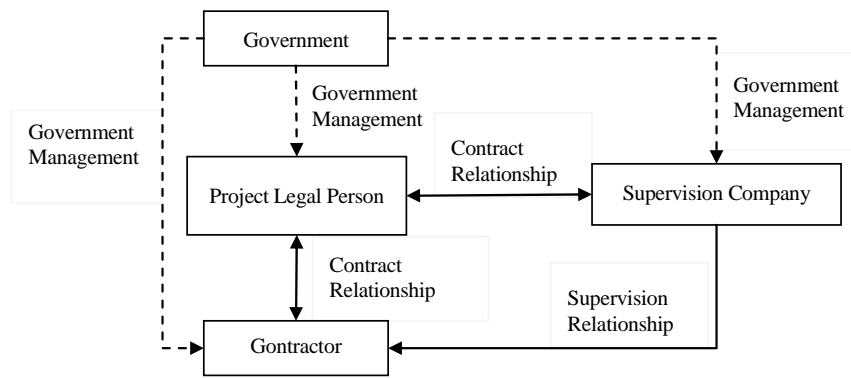 Government
Government
Management
Government
Management
Government
Management
Contract
Relationship
Project Legal Person
Supervision Company
Contract
Relationship
Supervision
Relationship
Gontractor